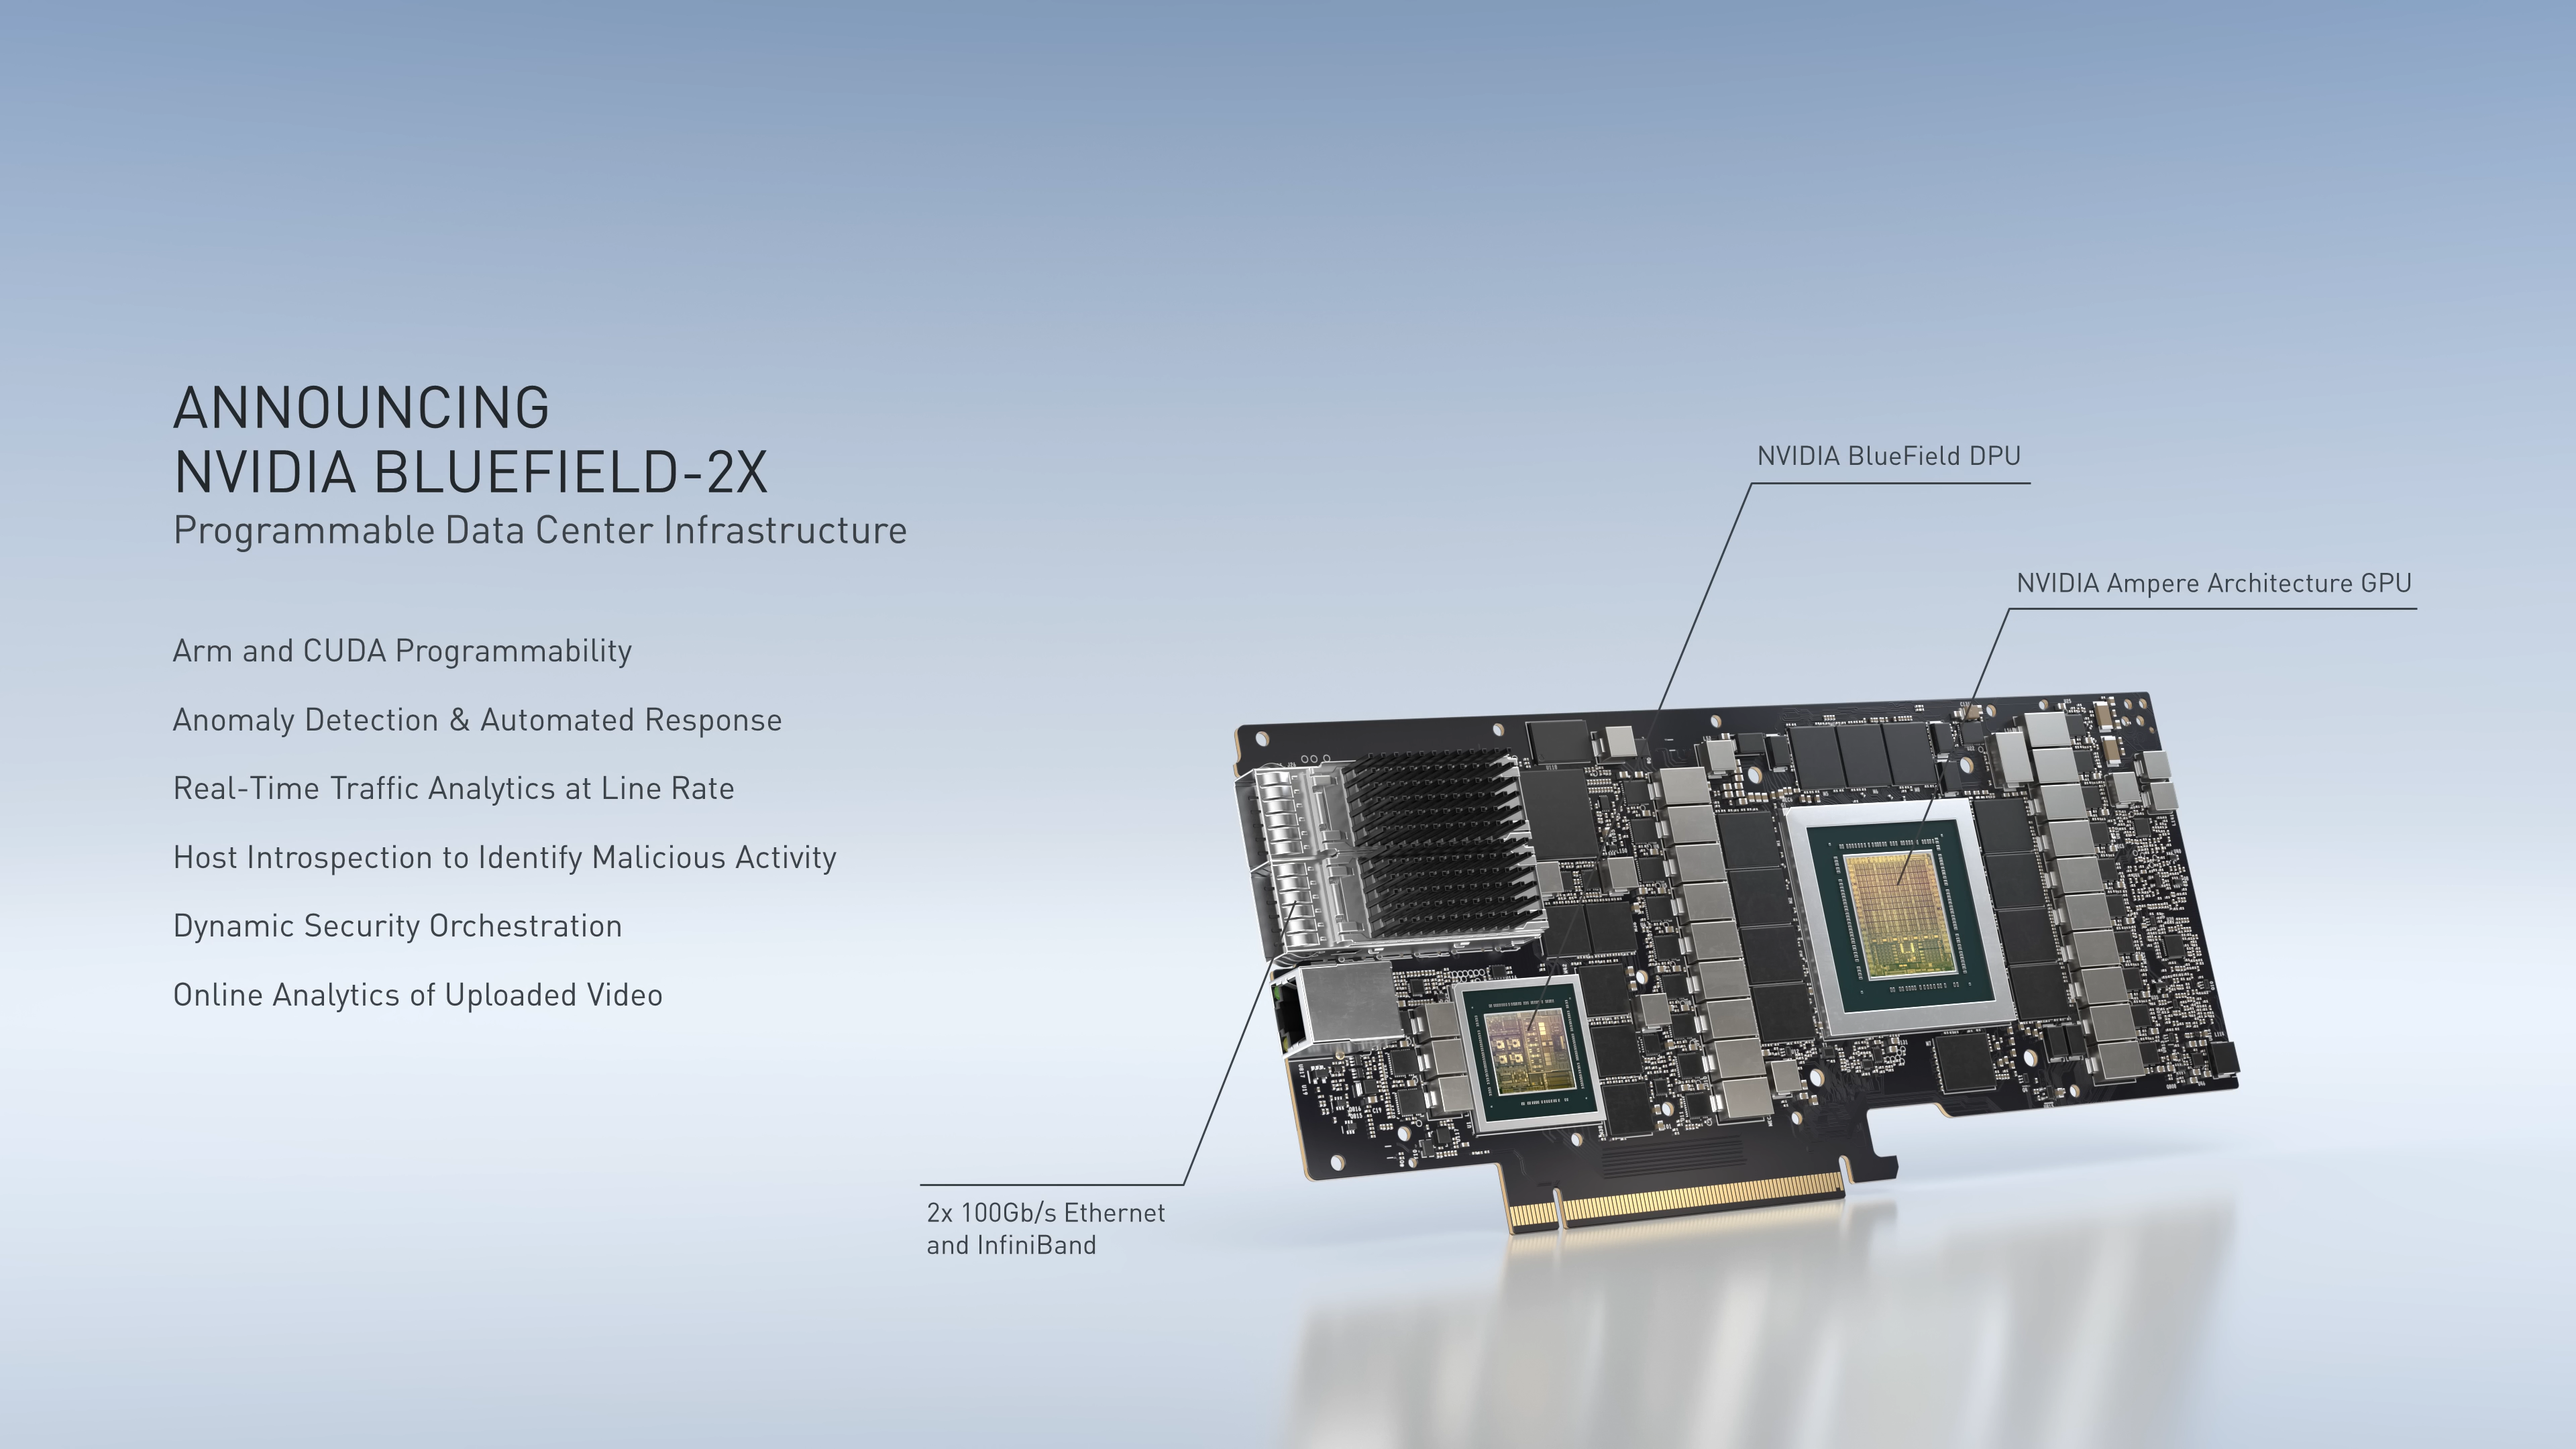 ANNOUNCING
NVIDIA BLUEFIELD-2X
Programmable Data Center Infrastructure
Arm and CUDA Programmability
Anomaly Detection & Automated Response
Real-Time Traffic Analytics at Line Rate
Host Introspection to Identify Malicious Activity
Dynamic Security Orchestration
Online Analytics of Uploaded Video
NVIDIA BlueField DPU
NVIDIA Ampere Architecture GPU
2x 100Gb/s Ethernet
and InfiniBand